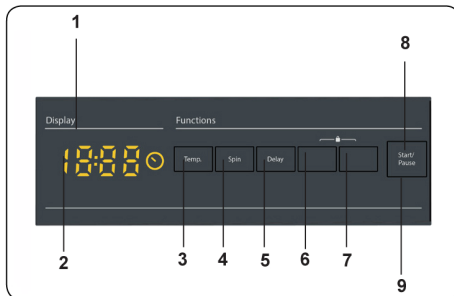 1
8
Display
Functions
18:88
Temp.
Spin
Delay
Start/
Pause
2
3
4
5
6
7
9